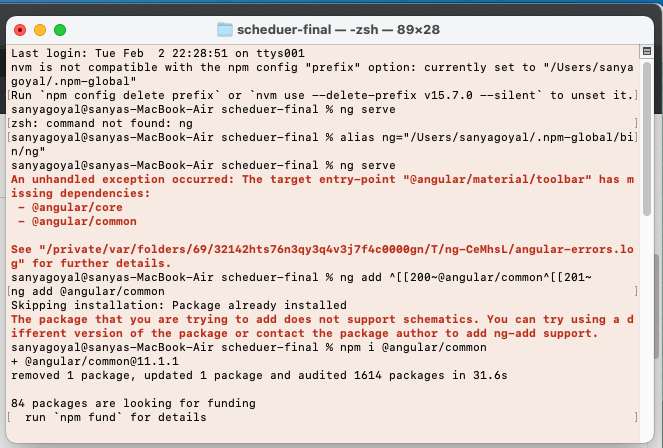 scheduer-final — -zsh — 89×28
Last login: Tue Feb  2 22:28:51 on ttys001
nvm is not compatible with the npm config "prefix" option: currently set to "/Users/sanya
goyal/.npm-global"
[Run `npm config delete prefix` or `nvm use --delete-prefix v15.7.0 --silent` to unset it.]
sanyagoyal@sanyas-MacBook-Air scheduer-final % ng serve
[zsh: command not found: ng ]
[sanyagoyal@sanyas-MacBook-Air scheduer-final % alias ng="/Users/sanyagoyal/.npm-global/bi]
n/ng"
sanyagoyal@sanyas-MacBook-Air scheduer-final % ng serve
An unhandled exception occurred: The target entry-point "@angular/material/toolbar" has m
issing dependencies:
 - @angular/core
 - @angular/common
See "/private/var/folders/69/32142hts76n3qy3q4v3j7f4c0000gn/T/ng-CeMhsL/angular-errors.lo
g" for further details.
sanyagoyal@sanyas-MacBook-Air scheduer-final % ng add ^[[200~@angular/common^[[201~
[ng add @angular/common ]
Skipping installation: Package already installed
The package that you are trying to add does not support schematics. You can try using a d
ifferent version of the package or contact the package author to add ng-add support.
sanyagoyal@sanyas-MacBook-Air scheduer-final % npm i @angular/common
+ @angular/common@11.1.1
removed 1 package, updated 1 package and audited 1614 packages in 31.6s
84 packages are looking for funding
[  run `npm fund` for details ]